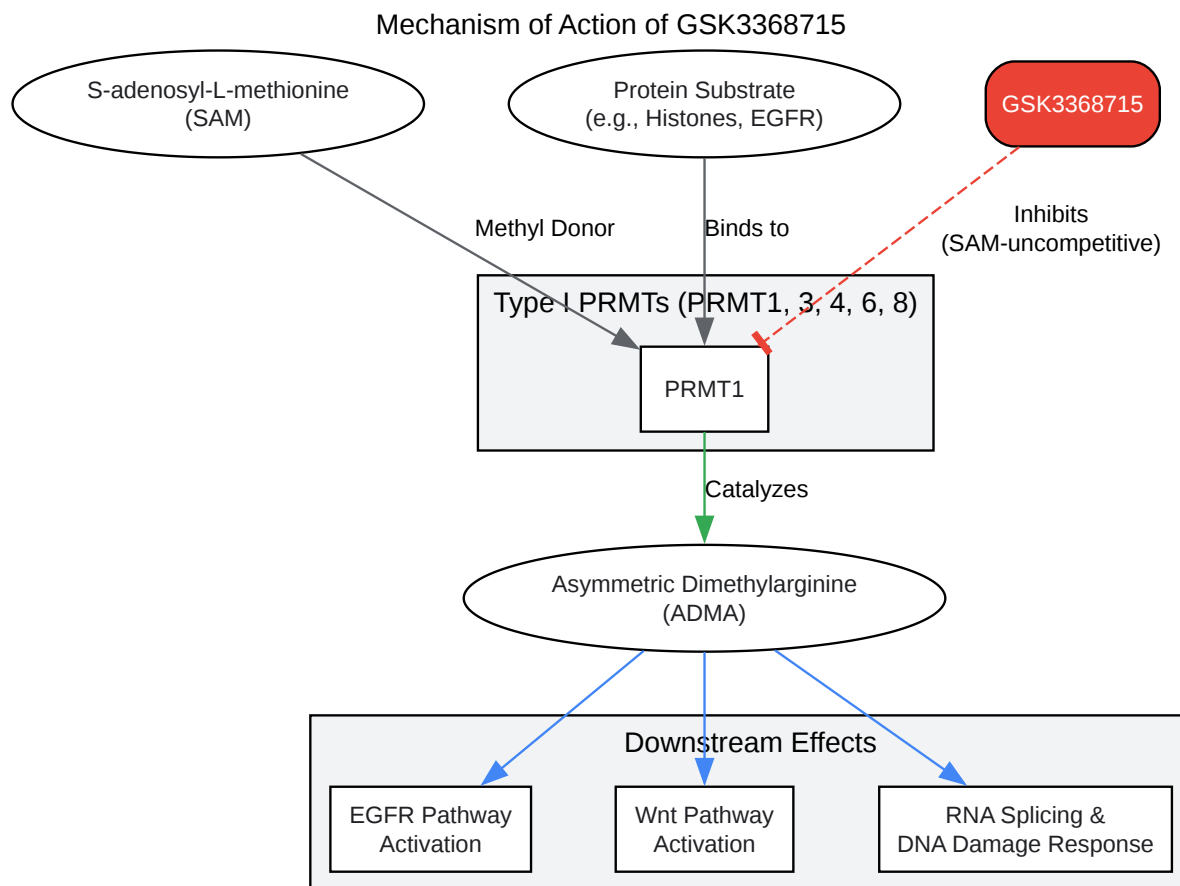 Mechanism of Action of GSK3368715
S-adenosyl-L-methionine
(SAM)
Protein Substrate
(e.g., Histones, EGFR)
GSK3368715
Methyl Donor
Binds to
Inhibits
(SAM-uncompetitive)
Type I PRMTs (PRMT1, 3, 4, 6, 8)
PRMT1
Catalyzes
Asymmetric Dimethylarginine
(ADMA)
Downstream Effects
EGFR Pathway
Activation
Wnt Pathway
Activation
RNA Splicing &
DNA Damage Response